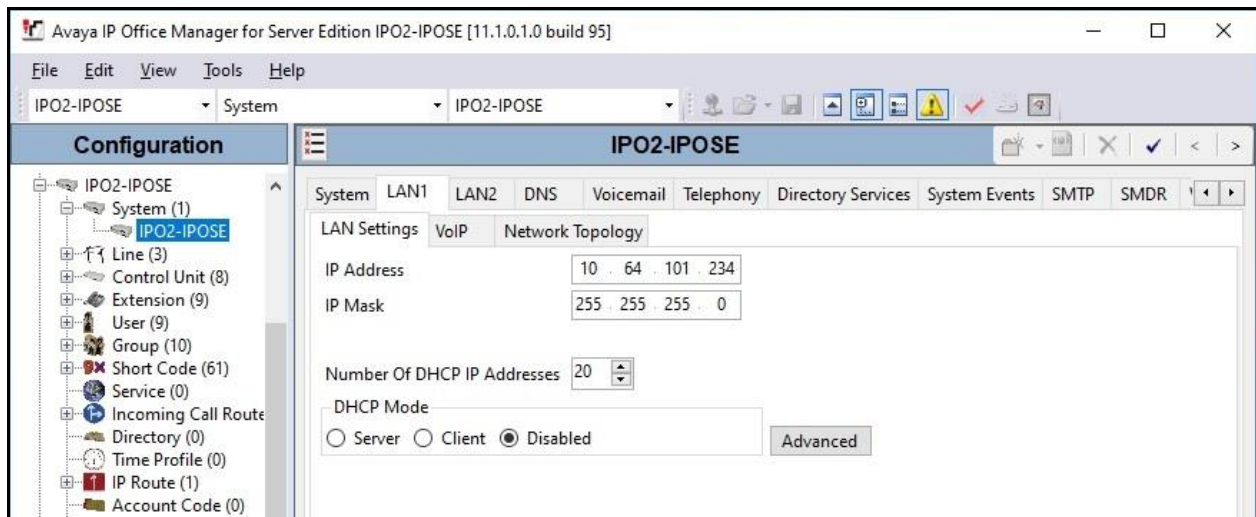 Avaya IP Office Manager for Server Edition IPO2-IPOSE [11.1.0.1.0 build 95]
File Edit View Tools Help
IPO2-IPOSE System IPO2-IPOSE
Configuration
IPO2-IPOSE
System (1)
IPO2-IPOSE
Line (3)
Control Unit (8)
Extension (9)
User (9)
Group (10)
Short Code (61)
Service (0)
Incoming Call Route
Directory (0)
Time Profile (0)
IP Route (1)
Account Code (0)
IPO2-IPOSE
System LAN1 LAN2 DNS Voicemail Telephony Directory Services System Events SMTP SMDR
LAN Settings VoIP Network Topology
IP Address 10 . 64 . 101 . 234
IP Mask 255 . 255 . 255 . 0
Number Of DHCP IP Addresses 20
DHCP Mode
Server Client Disabled
Advanced